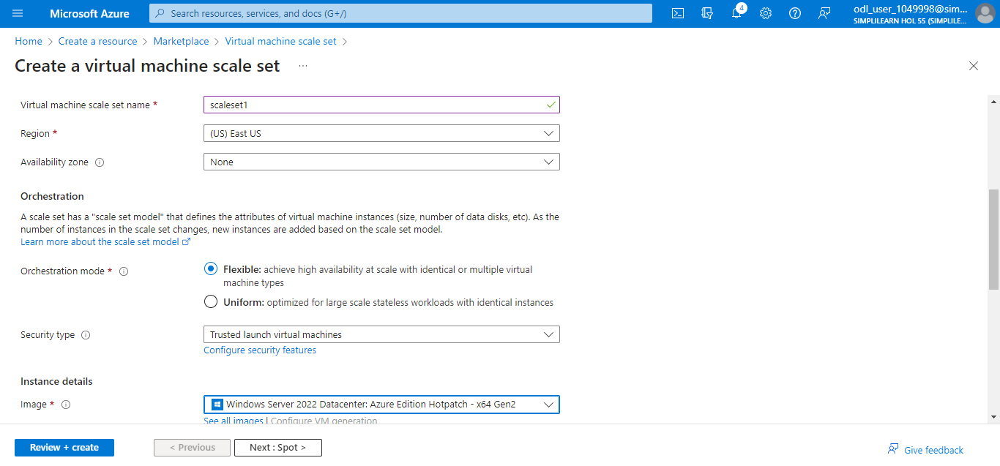 Microsoft Azure
Search resources, services, and docs (G+/)
4
odl_user_1049998@sim...
SIMPLILEARN HOL 55 (SIMPLILE...
Home > Create a resource > Marketplace > Virtual machine scale set >
Create a virtual machine scale set ...
Virtual machine scale set name *
scaleset1
Region *
(US) East US
Availability zone
None
Orchestration
A scale set has a "scale set model" that defines the attributes of virtual machine instances (size, number of data disks, etc). As the
number of instances in the scale set changes, new instances are added based on the scale set model.
Learn more about the scale set model
Orchestration mode *
Flexible: achieve high availability at scale with identical or multiple virtual
machine types
Uniform: optimized for large scale stateless workloads with identical instances
Security type
Trusted launch virtual machines
Configure security features
Instance details
Image *
Windows Server 2022 Datacenter: Azure Edition Hotpatch - x64 Gen2
See all images | Configure VM generation
Review + create
< Previous
Next : Spot >
Give feedback